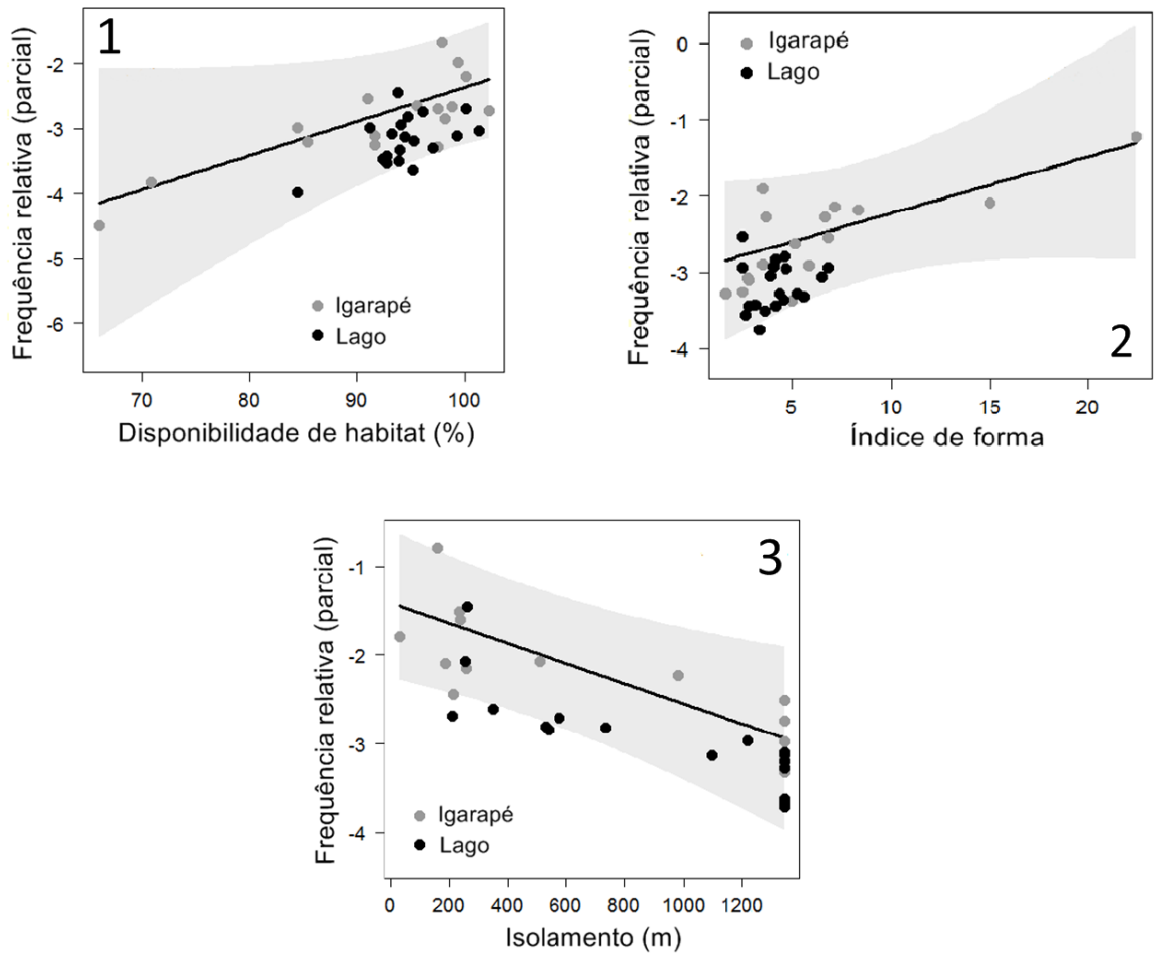 1
Frequência relativa (parcial)
-2
-3
-4
-5
-6
Igarapé
Lago
70
80
90
100
Disponibilidade de habitat (%)
2
Frequência relativa (parcial)
0
-1
-2
-3
-4
Igarapé
Lago
5
10
15
20
Índice de forma
3
Frequência relativa (parcial)
-1
-2
-3
-4
Igarapé
Lago
0
200
400
600
800
1000
1200
Isolamento (m)